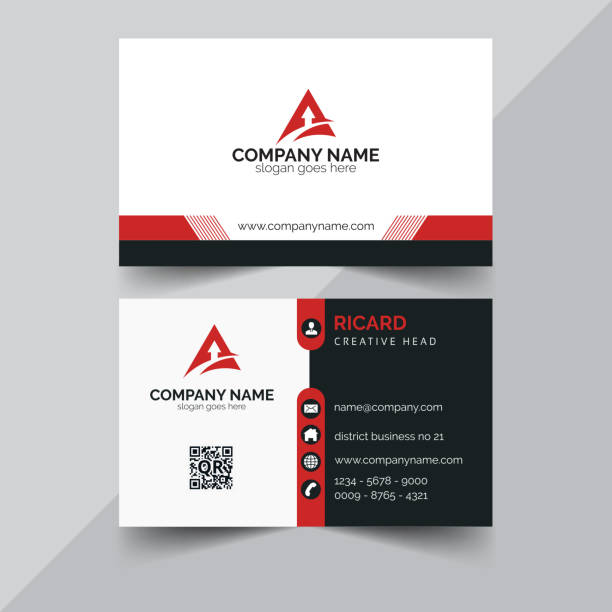 COMPANY NAME
slogan goes here
www.companyname.com
COMPANY NAME
slogan goes here
QR
RICARD
CREATIVE HEAD
name@company.com
district business no 21
www.companyname.com
1234 - 5678 - 9000
0009 - 8765 - 4321